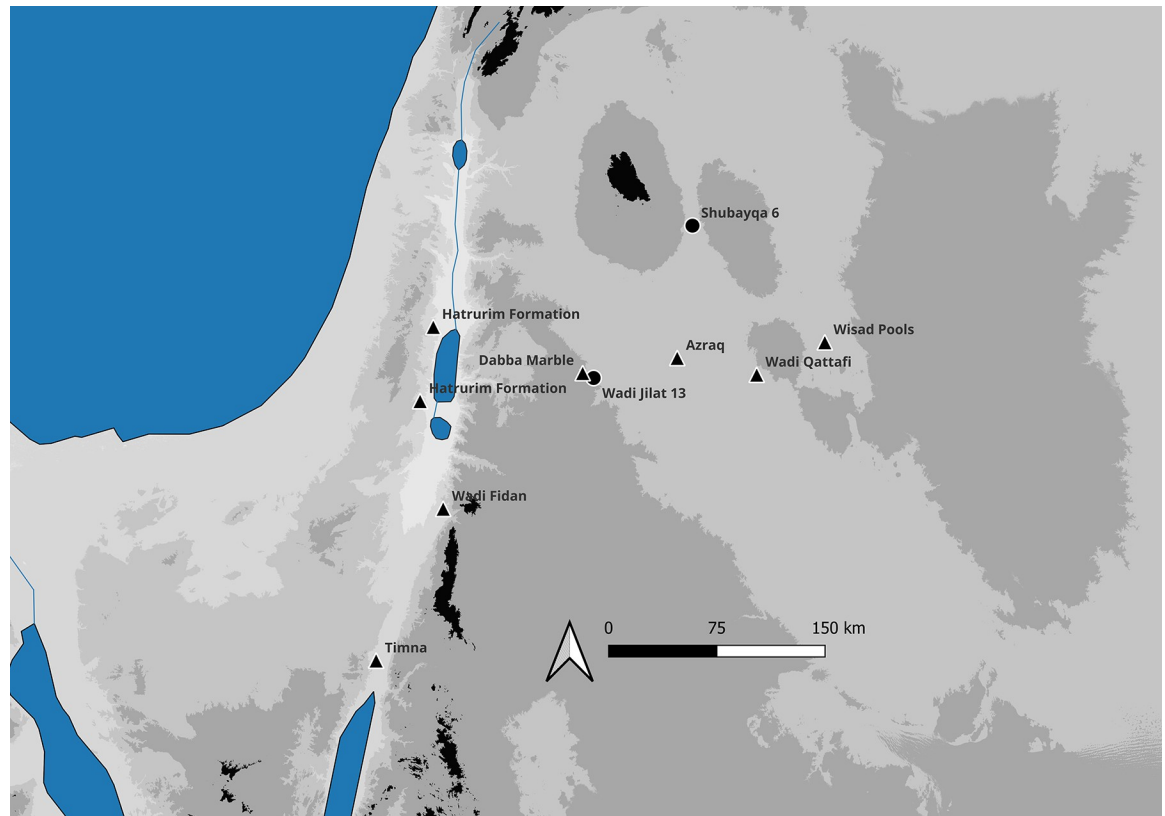 Shubayqa 6
Hatrurim Formation
Wisad Pools
Azraq
Dabba Marble
Wadi Qattafi
Hatrurim Formation
Wadi Jilat 13
Wadi Fidan
0 75 150 km
Timna